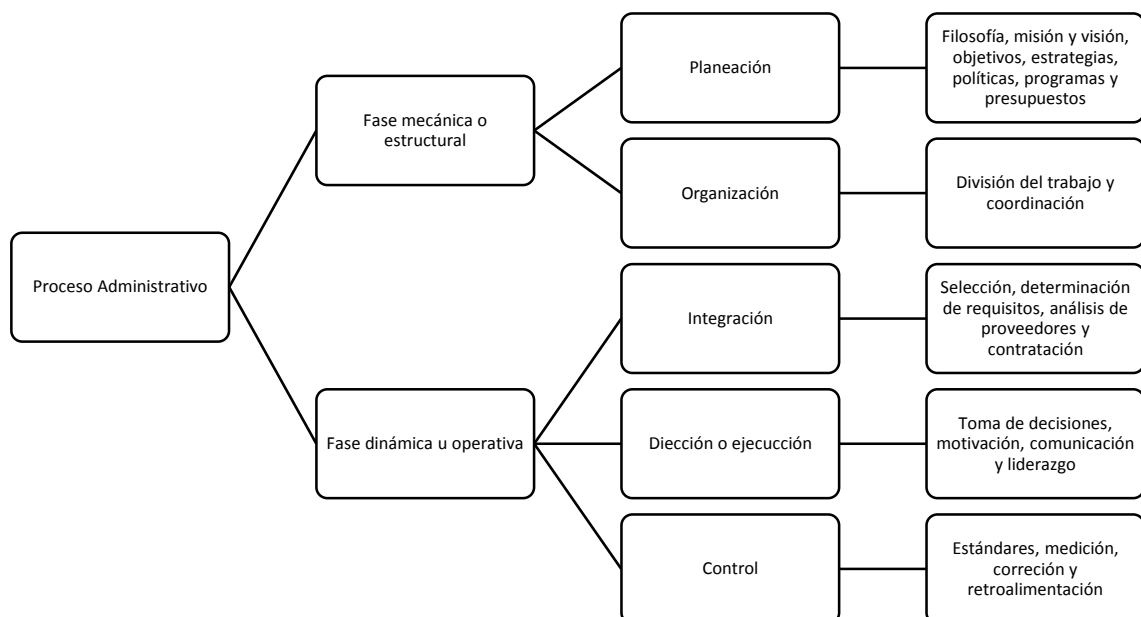 Proceso Administrativo
Fase mecánica o
estructural
Planeación
Filosofía, misión y visión,
objetivos, estrategias,
políticas, programas y
presupuestos
Organización
División del trabajo y
coordinación
Fase dinámica u operativa
Integración
Selección, determinación
de requisitos, análisis de
proveedores y
contratación
Diección o ejecucción
Toma de decisiones,
motivación, comunicación
y liderazgo
Control
Estándares, medición,
correción y
retroalimentación